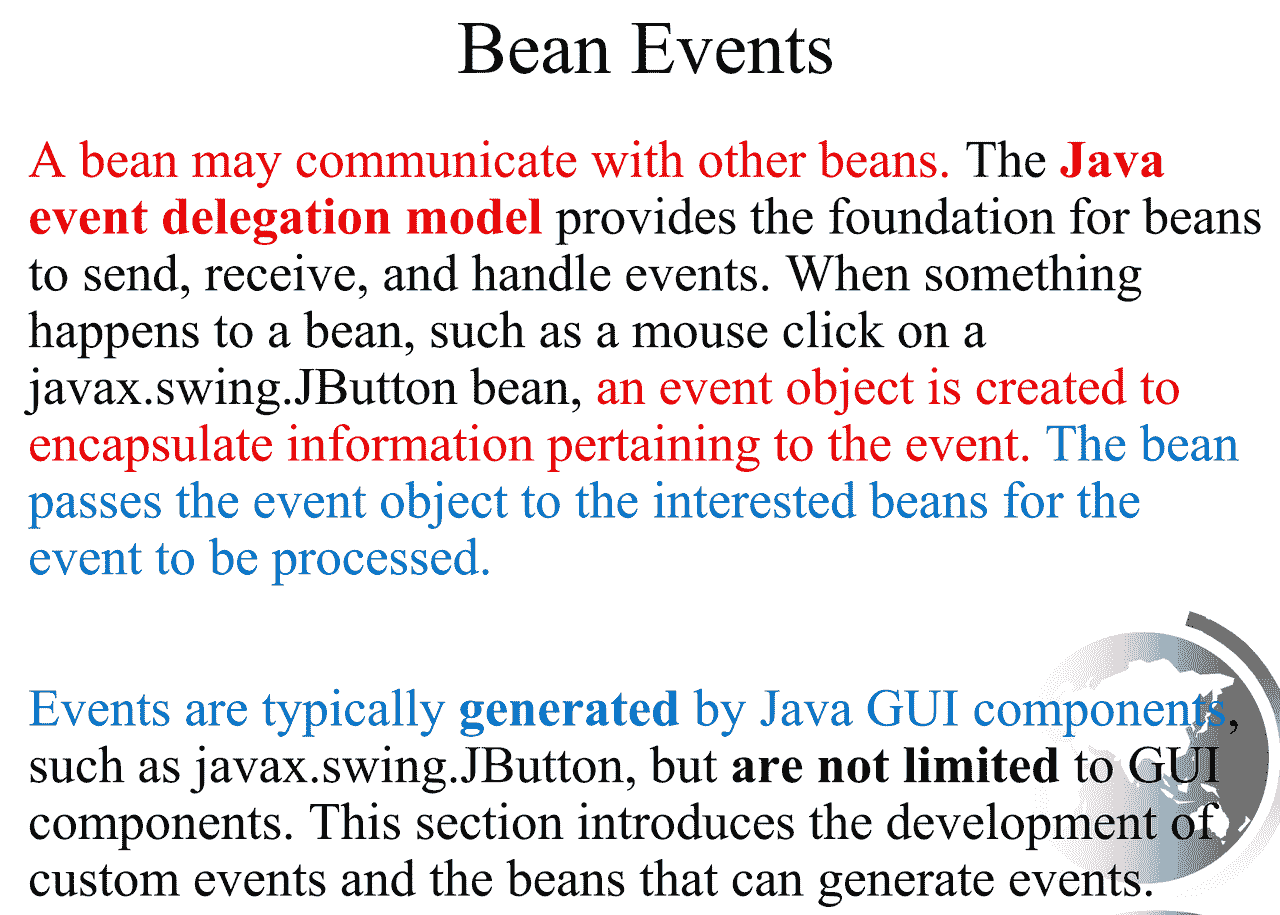 Bean Events
A bean may communicate with other beans. The Java
event delegation model provides the foundation for beans
to send, receive, and handle events. When something
happens to a bean, such as a mouse click on a
javax.swing.JButton bean, an event object is created to
encapsulate information pertaining to the event. The bean
passes the event object to the interested beans for the
event to be processed.
Events are typically generated by Java GUI components,
such as javax.swing.JButton, but are not limited to GUI
components. This section introduces the development of
custom events and the beans that can generate events.